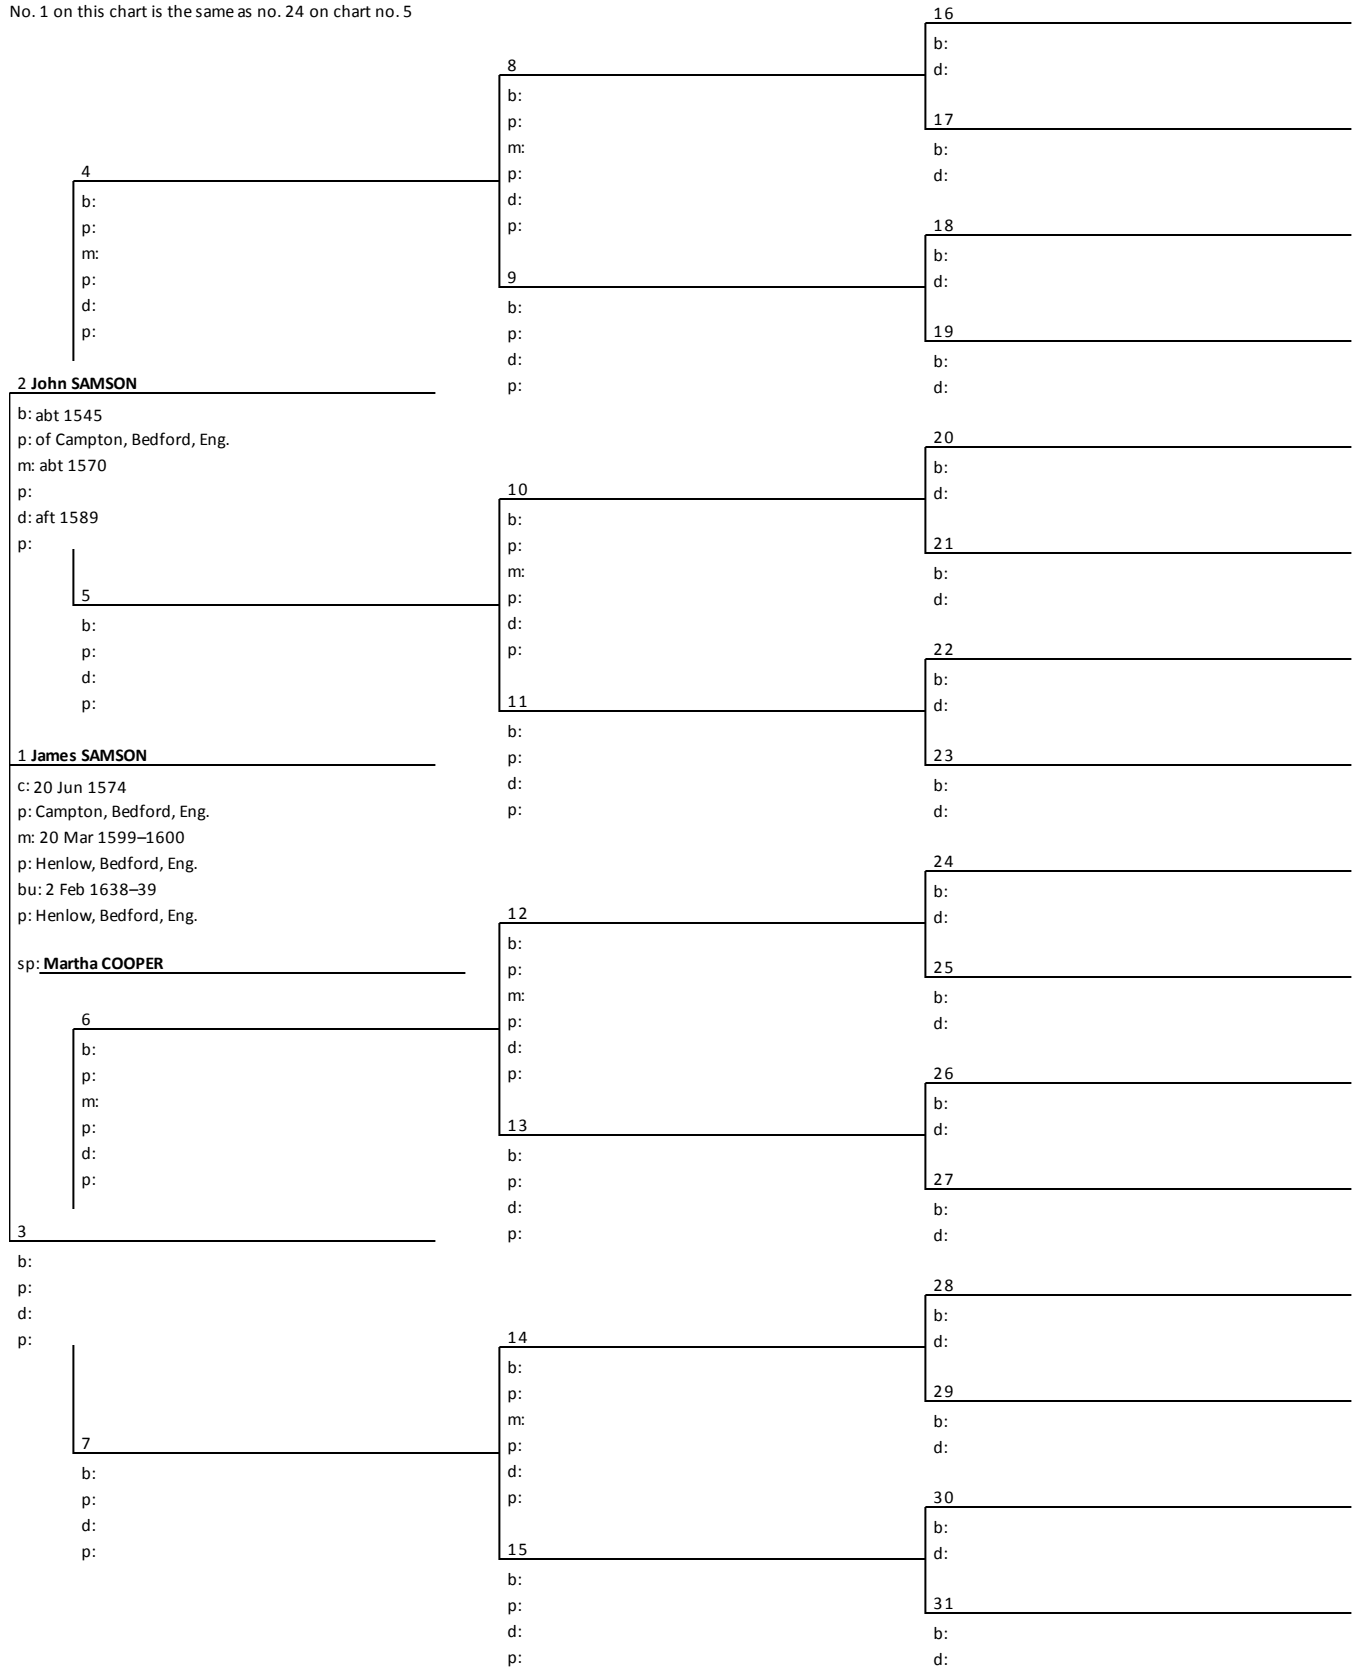 No. 1 on this chart is the same as no. 24 on chart no. 5
4
b:
p:
m:
p:
d:
p:
2 John SAMSON
b: abt 1545
p: of Campton, Bedford, Eng.
m: abt 1570
p:
d: aft 1589
p:
5
b:
p:
d:
p:
1 James SAMSON
c: 20 Jun 1574
p: Campton, Bedford, Eng.
m: 20 Mar 1599–1600
p: Henlow, Bedford, Eng.
bu: 2 Feb 1638–39
p: Henlow, Bedford, Eng.
sp: Martha COOPER
6
b:
p:
m:
p:
d:
p:
3
b:
p:
d:
p:
7
b:
p:
d:
p:
8
b:
p:
m:
p:
d:
p:
9
b:
p:
d:
p:
10
b:
p:
m:
p:
d:
p:
11
b:
p:
d:
p:
12
b:
p:
m:
p:
d:
p:
13
b:
p:
d:
p:
14
b:
p:
m:
p:
d:
p:
15
b:
p:
d:
p:
16
b:
d:
17
b:
d:
18
b:
d:
19
b:
d:
20
b:
d:
21
b:
d:
22
b:
d:
23
b:
d:
24
b:
d:
25
b:
d:
26
b:
d:
27
b:
d:
28
b:
d:
29
b:
d:
30
b:
d:
31
b:
d: